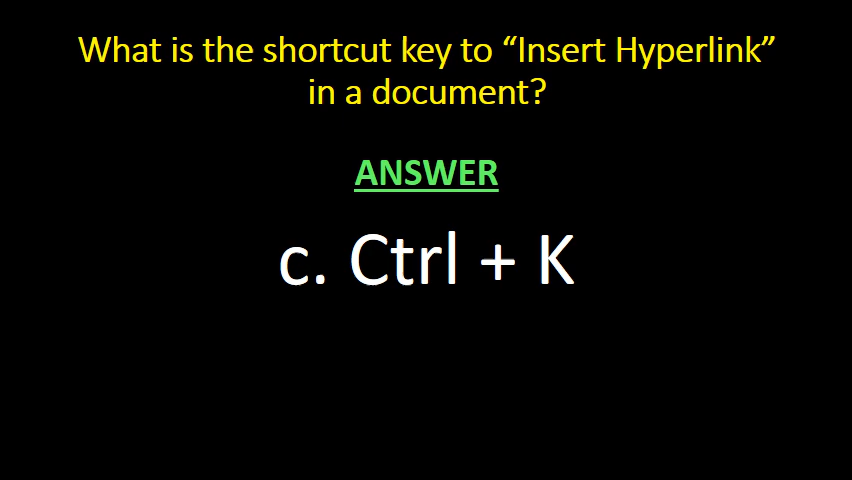 What is the shortcut key to “Insert Hyperlink”
in a document?
ANSWER
c. Ctrl + K